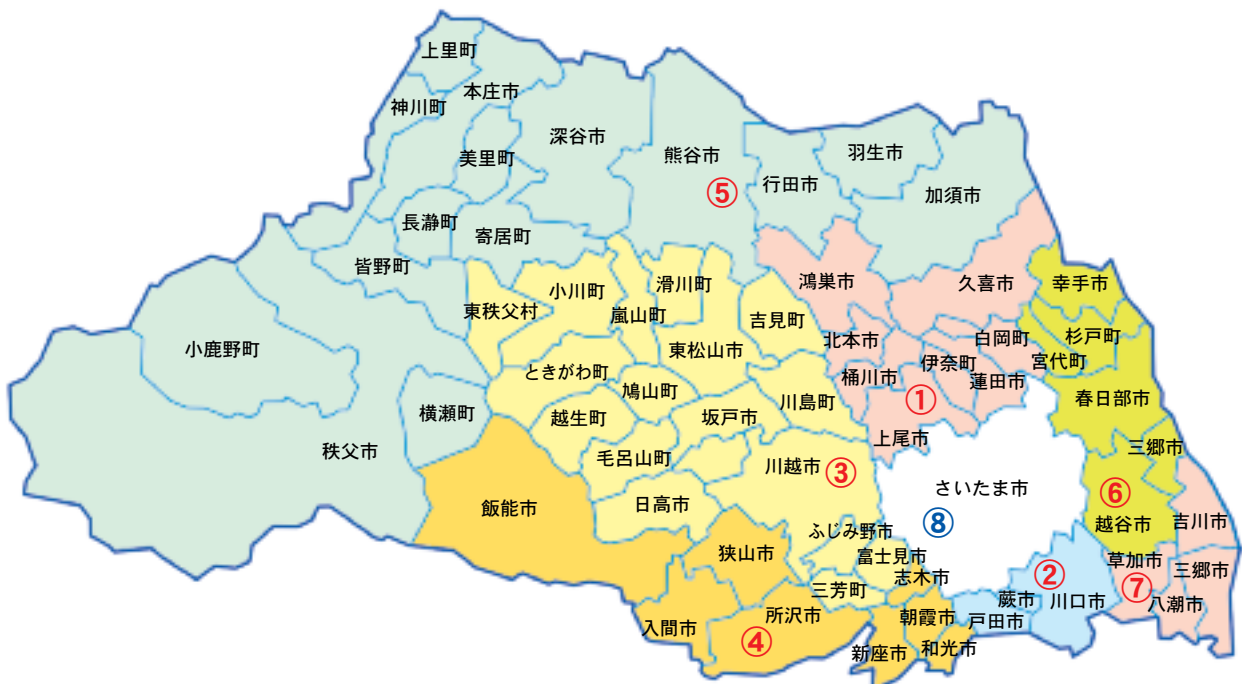 上里町
本庄市
神川町
美里町
深谷市
熊谷市
⑤
行田市
羽生市
加須市
長瀞町
寄居町
皆野町
小鹿野町
横瀬町
秩父市
東秩父村
小川町
嵐山町
滑川町
吉見町
東松山市
ときがわ町
鳩山町
越生町
坂戸市
川島町
毛呂山町
川越市
③
日高市
ふじみ野市
富士見市
三芳町
鴻巣市
久喜市
北本市
桶川市
伊奈町
白岡町
蓮田市
①
上尾市
幸手市
杉戸町
宮代町
春日部市
三郷市
⑥
越谷市
さいたま市
⑧
吉川市
草加市
⑦
三郷市
八潮市
②
蕨市
川口市
戸田市
飯能市
狭山市
入間市
所沢市
④
志木市
朝霞市
新座市
和光市